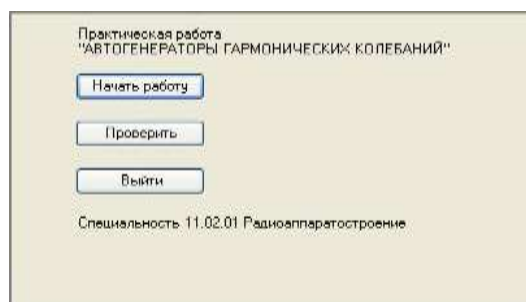 Практическая работа
"АВТОГЕНЕРАТОРЫ ГАРМОНИЧЕСКИХ КОЛЕБАНИЙ"
Начать работу
Проверить
Выйти
Специальность 11.02.01 Радиоаппаратостроение